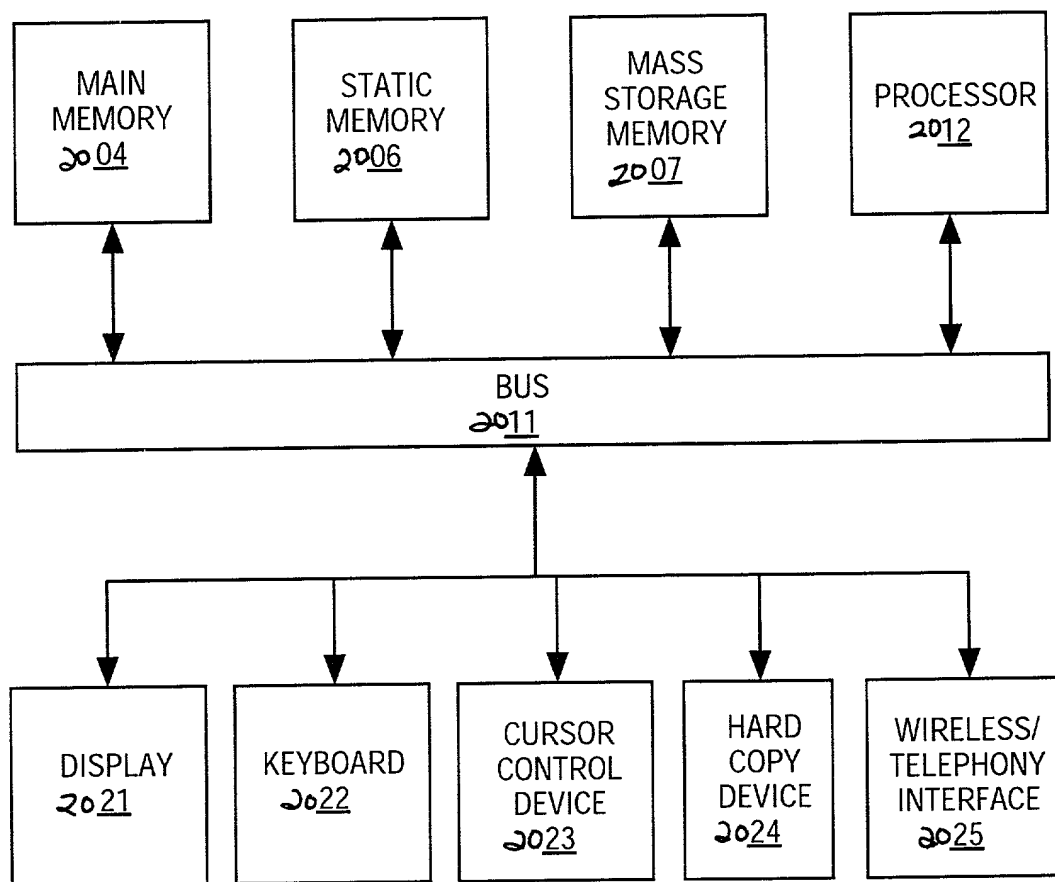 MAIN
MEMORY
2004
STATIC
MEMORY
2006
MASS
STORAGE
MEMORY
2007
PROCESSOR
2012
BUS
2011
DISPLAY
2021
KEYBOARD
2022
CURSOR
CONTROL
DEVICE
2023
HARD
COPY
DEVICE
2024
WIRELESS/
TELEPHONY
INTERFACE
2025